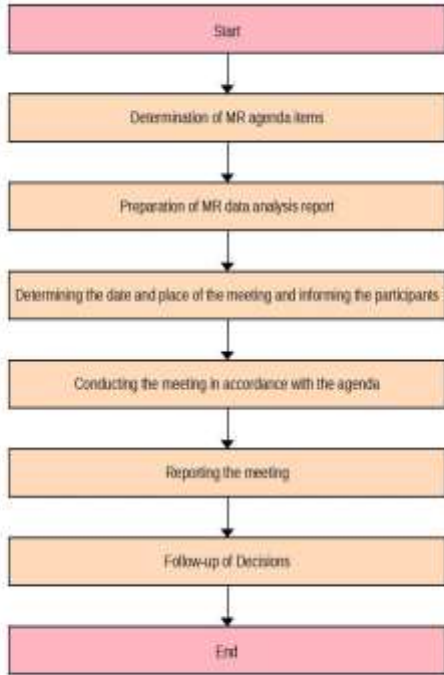 Start
Determination of MR agenda items
Preparation of MR data analysis report
Determining the date and place of the meeting and informing the participants
Conducting the meeting in accordance with the agenda
Reporting the meeting
Follow-up of Decisions
End